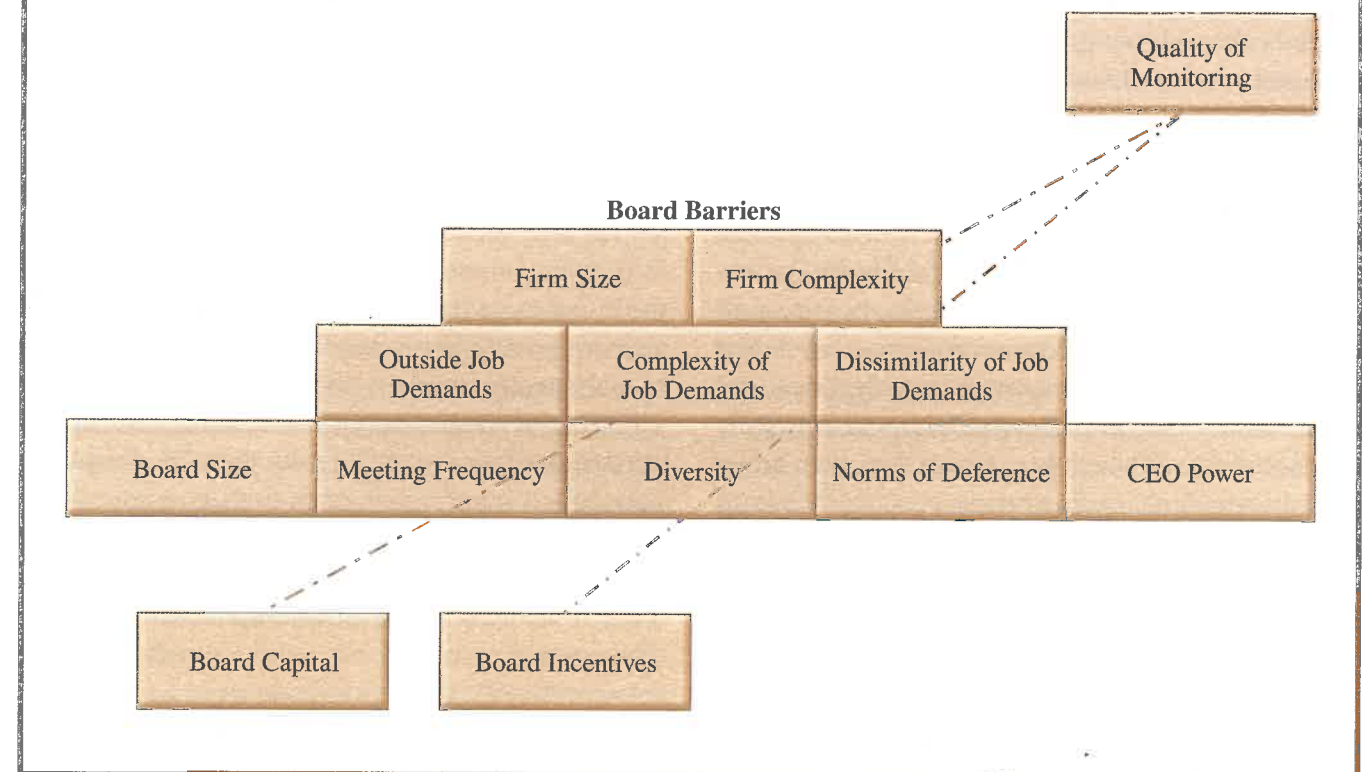 Quality of
Monitoring
Board Barriers
Firm Size
Firm Complexity
Outside Job
Demands
Complexity of
Job Demands
Dissimilarity of Job
Demands
Board Size
Meeting Frequency
Diversity
Norms of Deference
CEO Power
Board Capital
Board Incentives